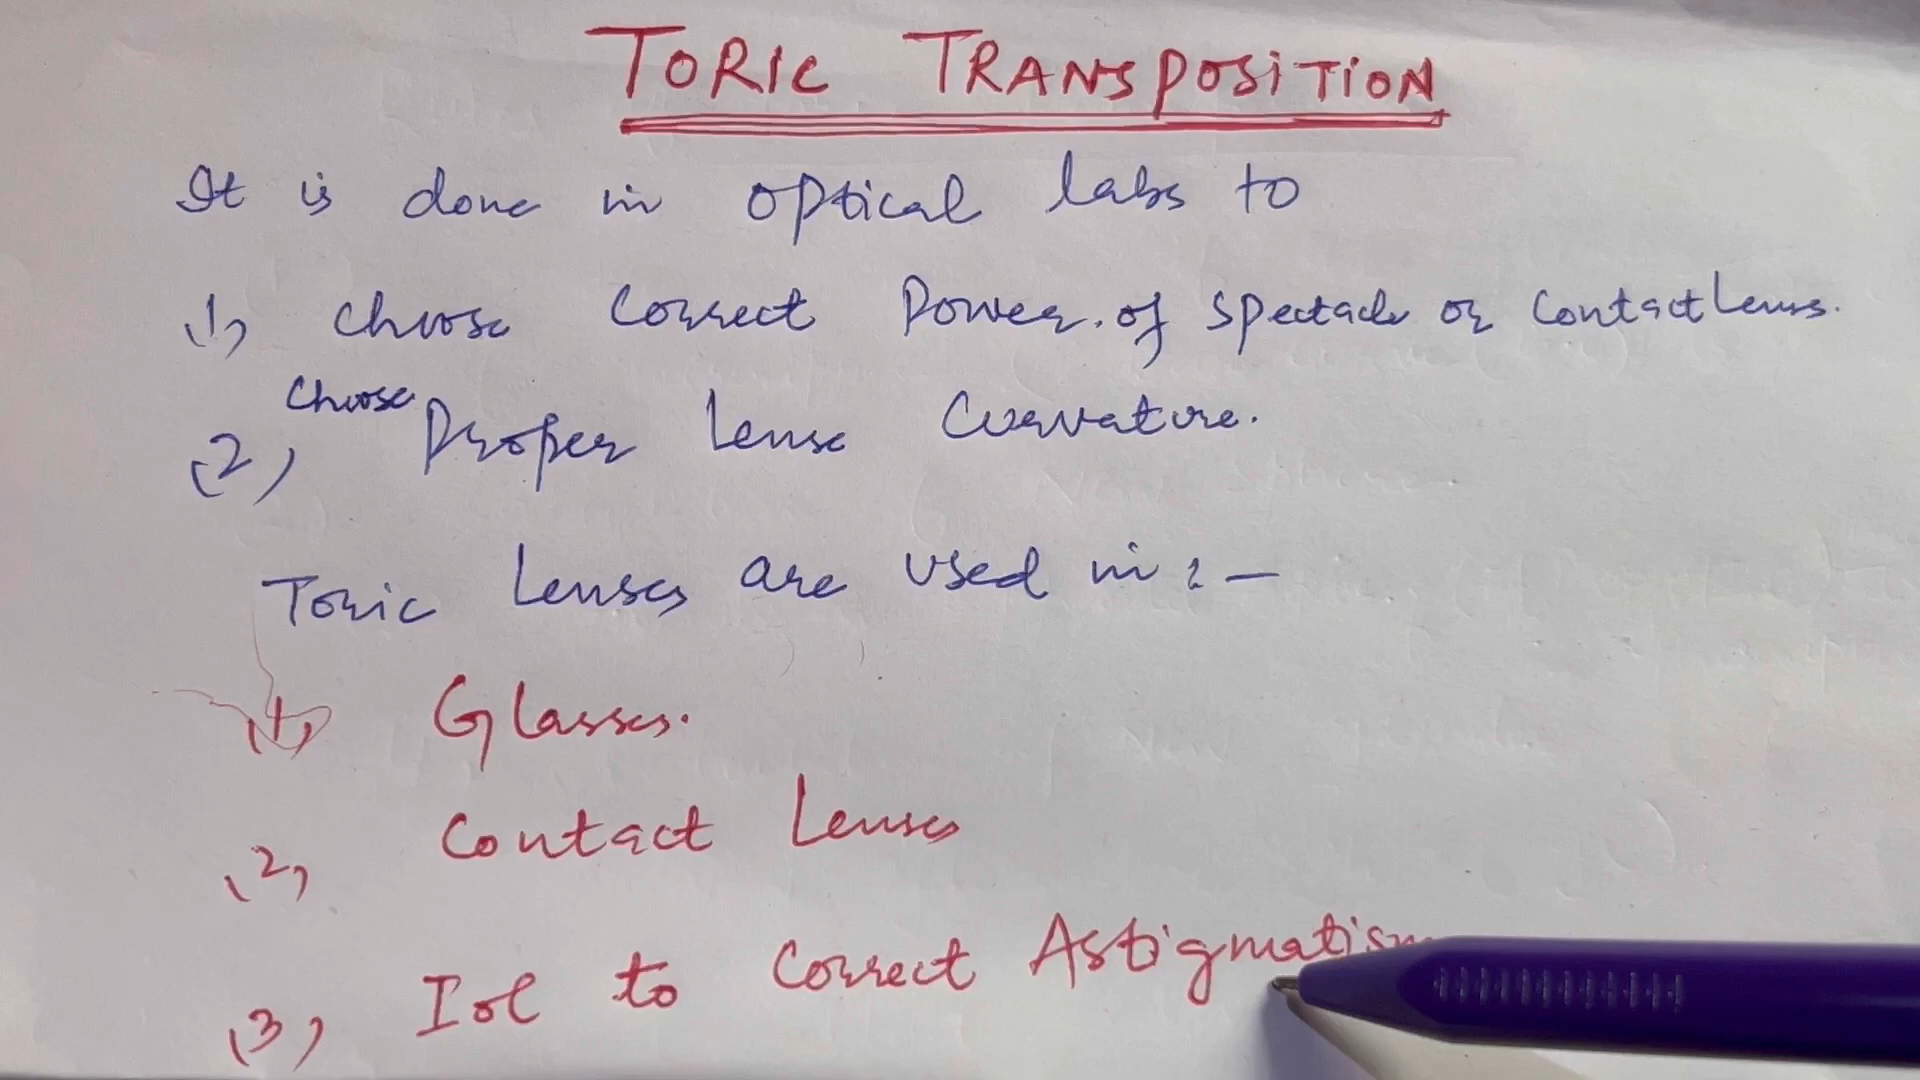 TORIC TRANSPOSITION
It is done in optical labs to
(1) Choose Correct Power. of Spectacle or Contact Lens.
(2) Choose Proper Lense Curvature.
Toric Lenses are used in :-
(1) Glasses.
(2) Contact Lenses
(3) Iol to Correct Astigmatism